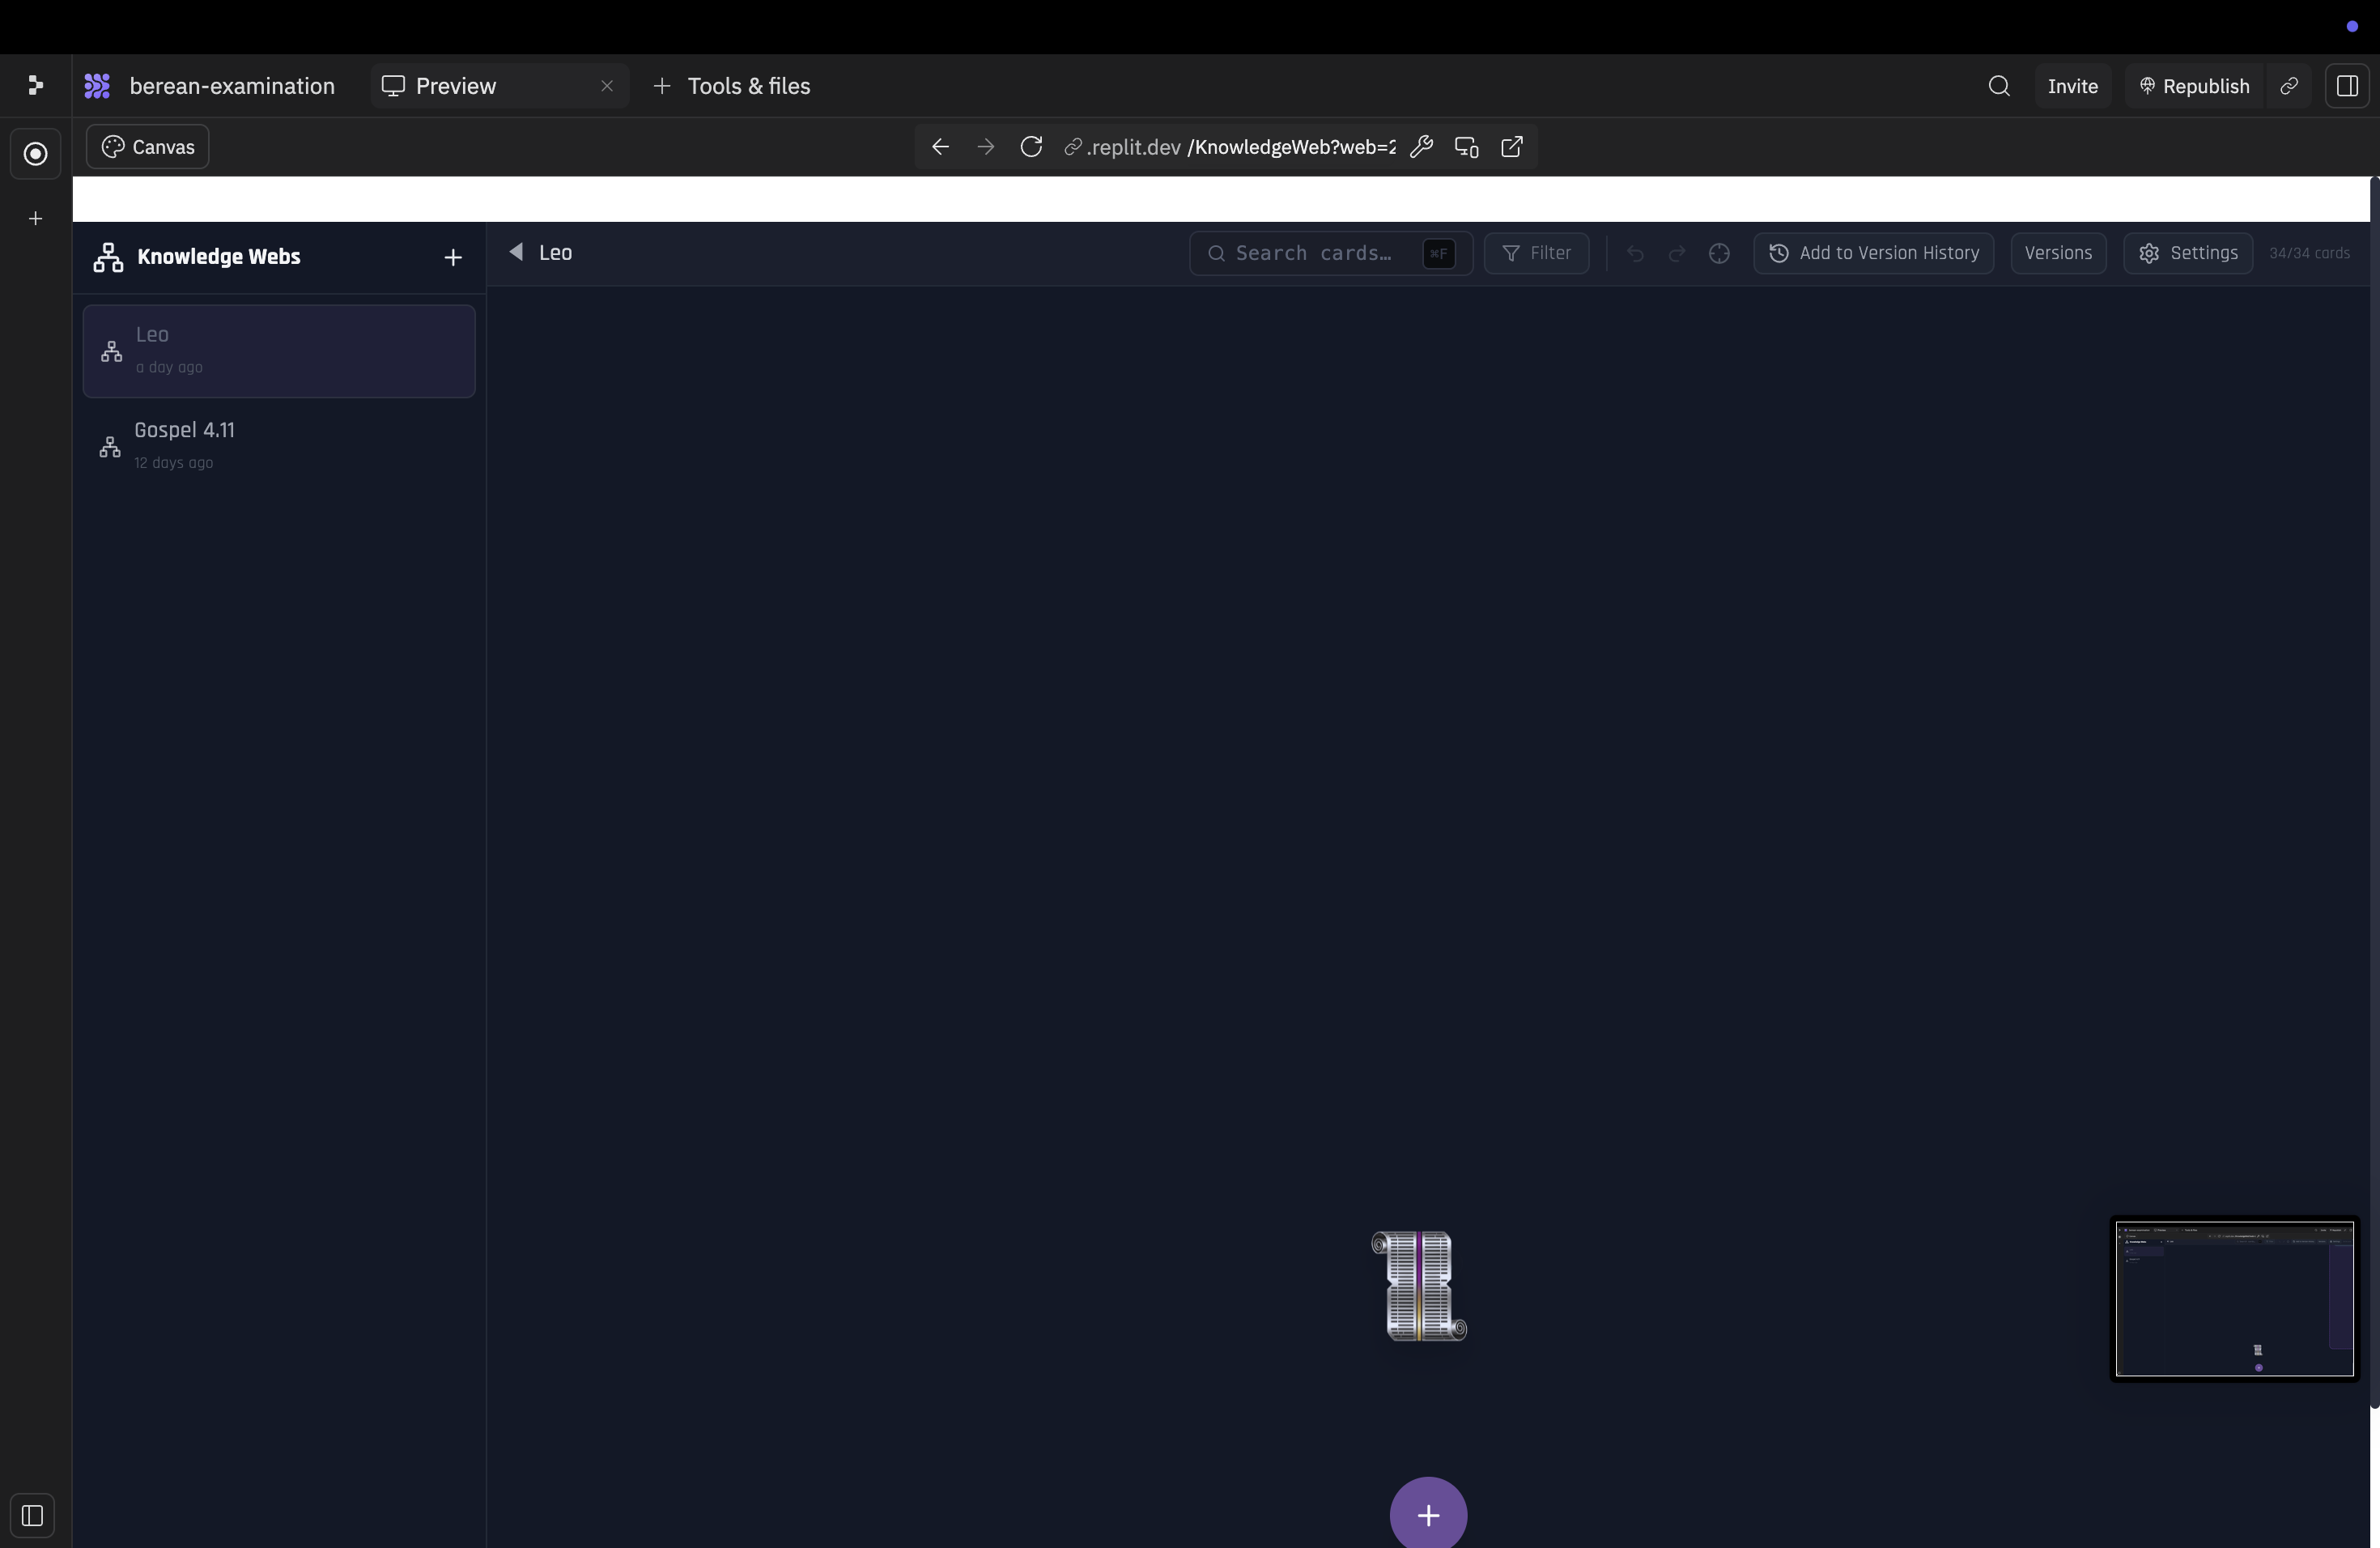 berean-examination
Preview
Tools & files
Invite
Republish
Canvas
.replit.dev /KnowledgeWeb?web=2
Knowledge Webs
Leo
Search cards…
⌘F
Filter
Add to Version History
Versions
Settings
34/34 cards
Leo
a day ago
Gospel 4.11
12 days ago